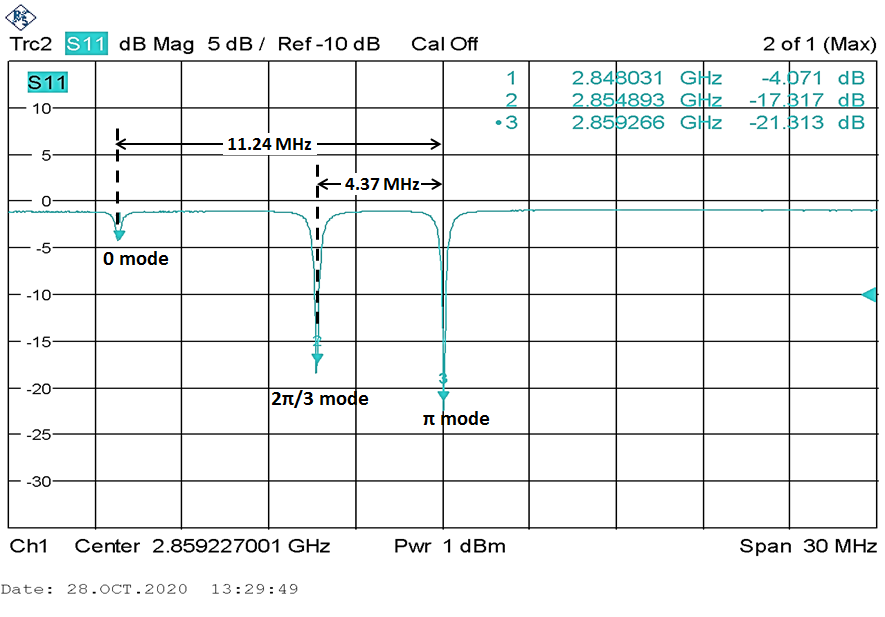 R&S
Trc2 S11 dB Mag 5 dB / Ref -10 dB Cal Off 2 of 1 (Max)
S11
1 2.848031 GHz -4.071 dB
2 2.854893 GHz -17.317 dB
•3 2.859266 GHz -21.313 dB
10
11.24 MHz
5
4.37 MHz
0
-5
0 mode
-10
-15
2
-20
3
2π/3 mode
π mode
-25
-30
Ch1 Center 2.859227001 GHz Pwr 1 dBm Span 30 MHz
Date: 28.OCT.2020 13:29:49